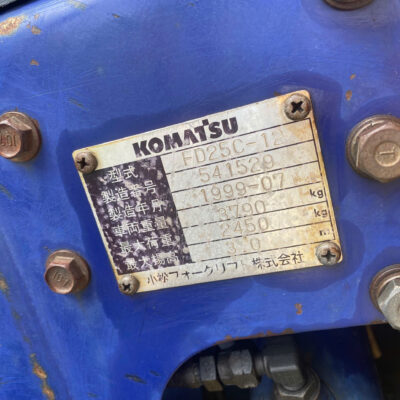 KOMATSU
型式 FD25C-12
製造番号 541529
製造年月 1999-07
車両重量 3790 kg
最大荷重 2450 kg
最大揚高 3.0 m
小松フォークリフト株式会社